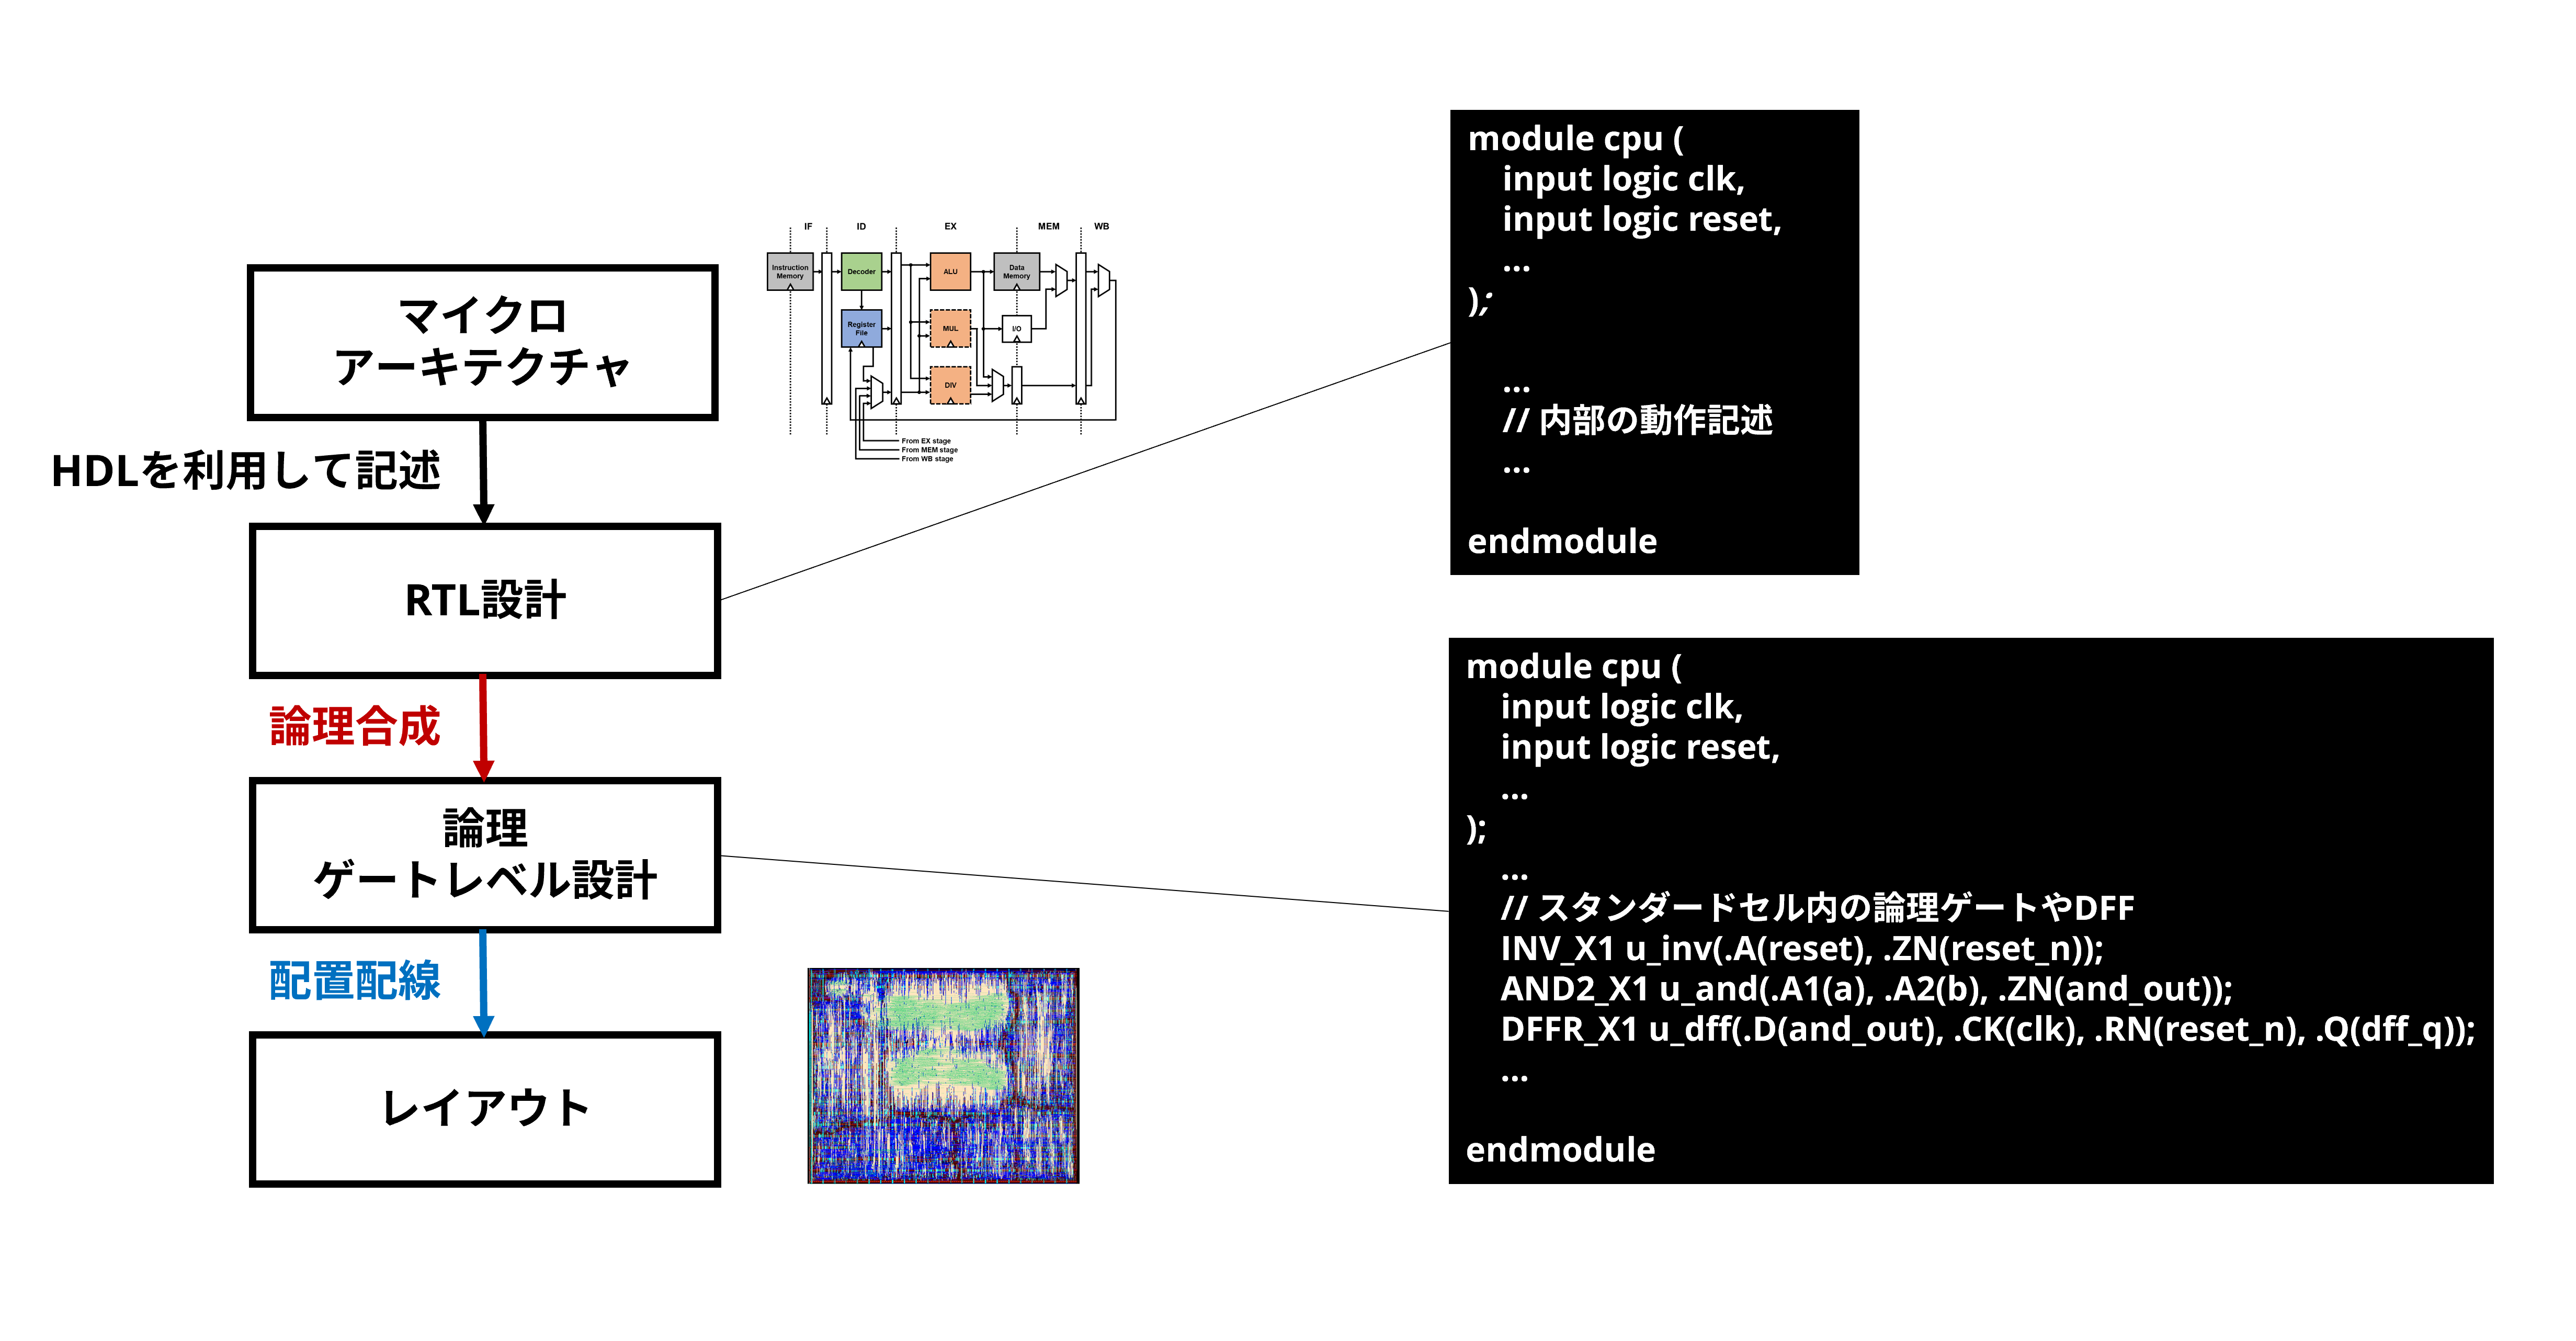 マイクロ
アーキテクチャ
HDLを利用して記述
RTL設計
論理合成
論理
ゲートレベル設計
配置配線
レイアウト
IF ID EX MEM WB
Instruction
Memory
Decoder
ALU
Data
Memory
Register
File
MUL
I/O
DIV
From EX stage
From MEM stage
From WB stage
module cpu (
input logic clk,
input logic reset,
...
);
...
// 内部の動作記述
...
endmodule
module cpu (
input logic clk,
input logic reset,
...
);
...
// スタンダードセル内の論理ゲートやDFF
INV_X1 u_inv(.A(reset), .ZN(reset_n));
AND2_X1 u_and(.A1(a), .A2(b), .ZN(and_out));
DFFR_X1 u_dff(.D(and_out), .CK(clk), .RN(reset_n), .Q(dff_q));
...
endmodule